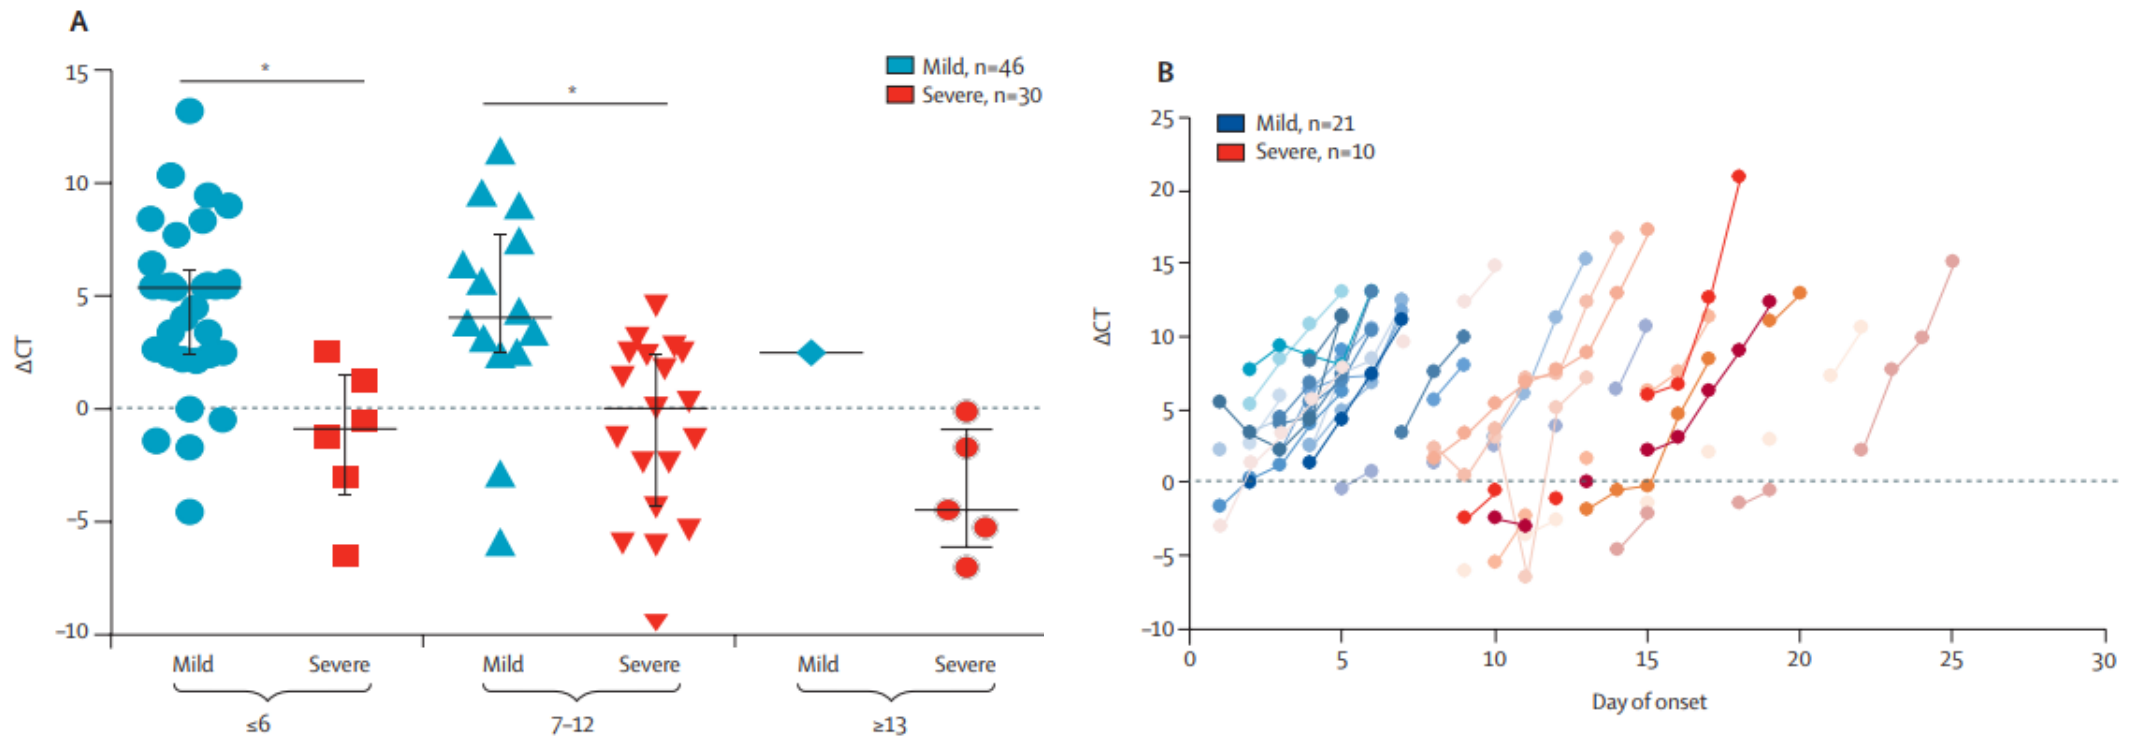 A
Mild, n=46
Severe, n=30
*
*
15
10
5
0
–5
–10
ΔCT
Mild
Severe
Mild
Severe
Mild
Severe
≤6
7–12
≥13
B
Mild, n=21
Severe, n=10
25
20
15
10
5
0
–5
–10
ΔCT
0
5
10
15
20
25
30
Day of onset